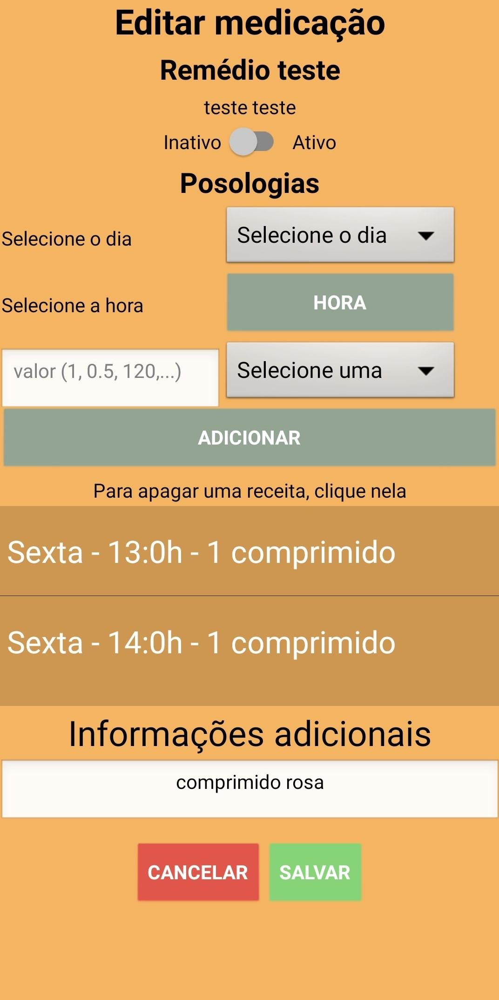 Editar medicação
Remédio teste
teste teste
Inativo Ativo
Posologias
Selecione o dia Selecione o dia
Selecione a hora HORA
valor (1, 0.5, 120,...) Selecione uma
ADICIONAR
Para apagar uma receita, clique nela
Sexta - 13:0h - 1 comprimido
Sexta - 14:0h - 1 comprimido
Informações adicionais
comprimido rosa
CANCELAR SALVAR